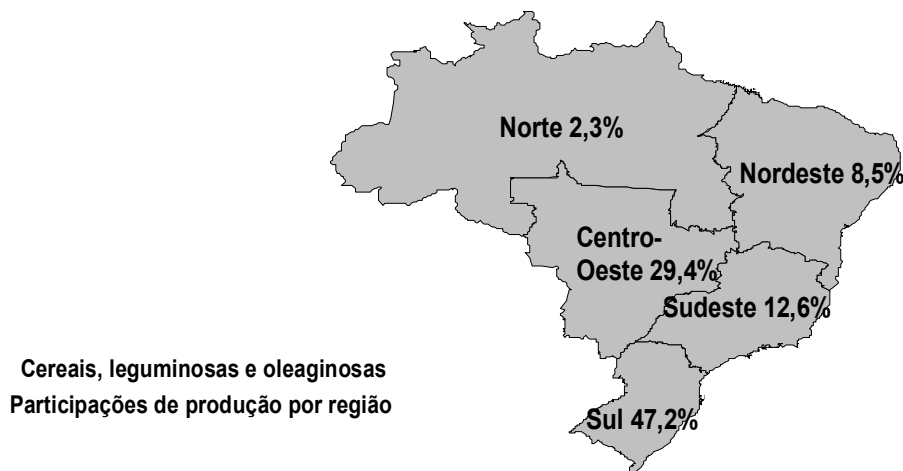 Norte 2,3%
Nordeste 8,5%
Centro-
Oeste 29,4%
Sudeste 12,6%
Cereais, leguminosas e oleaginosas
Participações de produção por região
Sul 47,2%